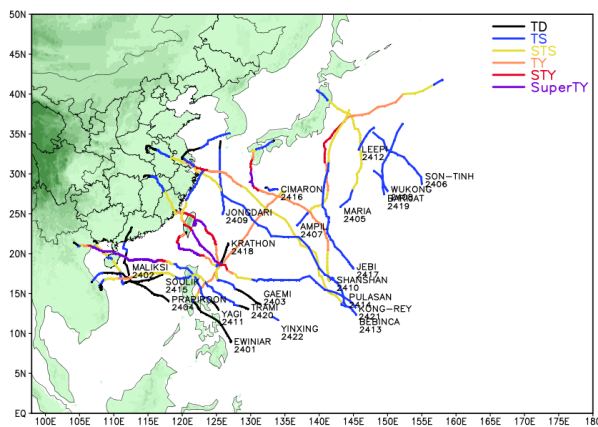 50N
TD
TS
45N
STS
TY
STY
40N
SuperTY
35N
LEEPI
2412
30N
SON-TINH
2406
CIMARON
2416
WUKONG
2419
25N
JONGDARI
2409
MARIA
2405
AMPIL
2407
KRATHON
2418
20N
MALIKSI
2402
JEBI
2417
SOULIK
2415
SHANSHAN
2410
15N
PRAPIROON
2404
GAEMI
2403
PULASAN
2414
YAGI
2411
TRAMI
2420
KONG-REY
2421
BEBINCA
2413
10N
YINXING
2422
EWINIAR
2401
5N
EQ
100E 105E 110E 115E 120E 125E 130E 135E 140E 145E 150E 155E 160E 165E 170E 175E 180E